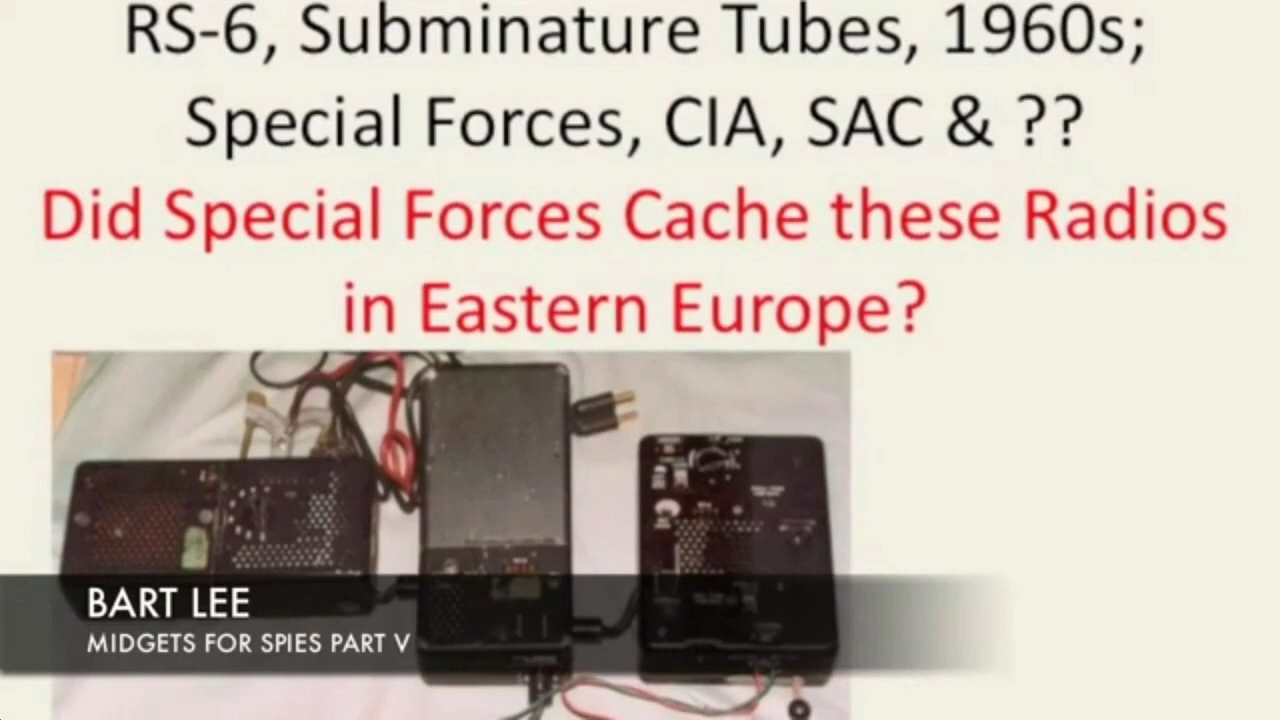 RS-6, Subminature Tubes, 1960s;
Special Forces, CIA, SAC & ??
Did Special Forces Cache these Radios
in Eastern Europe?
BART LEE
MIDGETS FOR SPIES PART V